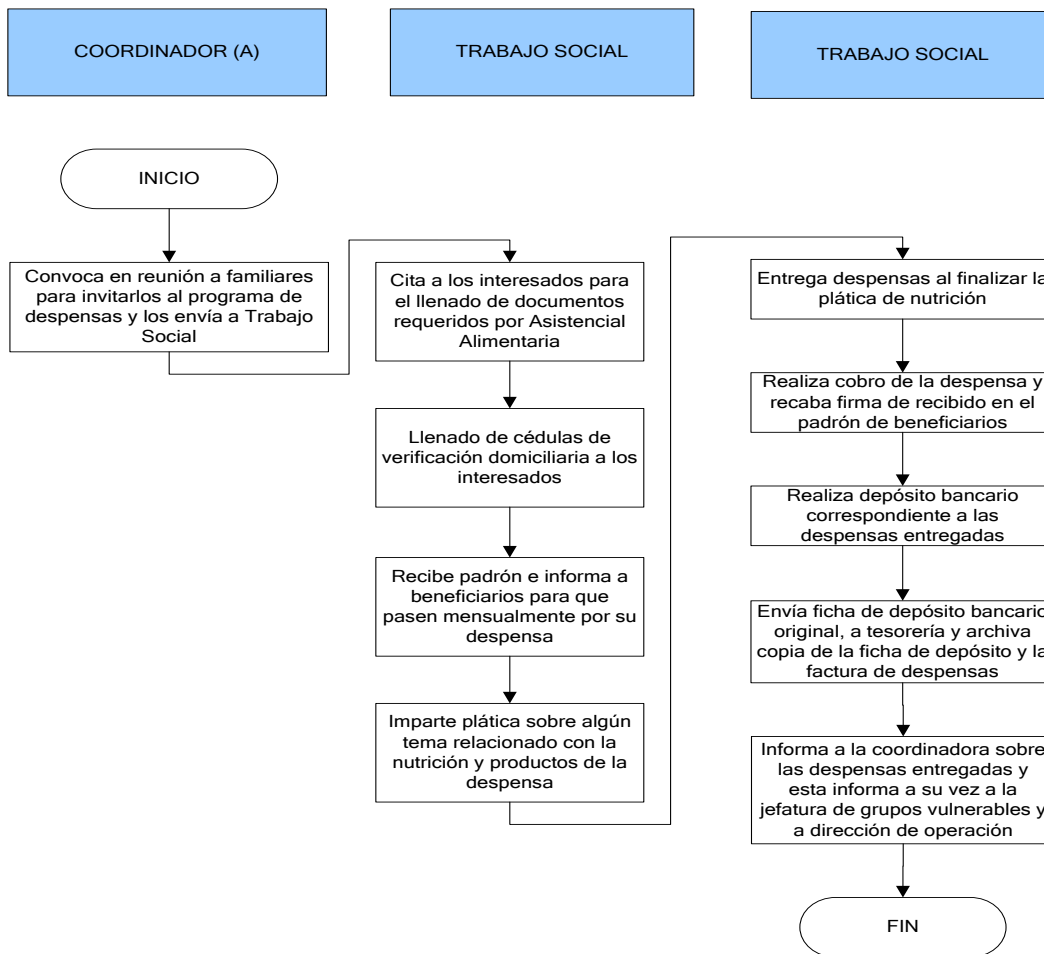 COORDINADOR (A)
TRABAJO SOCIAL
TRABAJO SOCIAL
INICIO
Convoca en reunión a familiares
para invitarlos al programa de
despensas y los envía a Trabajo
Social
Cita a los interesados para
el llenado de documentos
requeridos por Asistencial
Alimentaria
Llenado de cédulas de
verificación domiciliaria a los
interesados
Recibe padrón e informa a
beneficiarios para que
pasen mensualmente por su
despensa
Imparte plática sobre algún
tema relacionado con la
nutrición y productos de la
despensa
Entrega despensas al finalizar la
plática de nutrición
Realiza cobro de la despensa y
recaba firma de recibido en el
padrón de beneficiarios
Realiza depósito bancario
correspondiente a las
despensas entregadas
Envía ficha de depósito bancario
original, a tesorería y archiva
copia de la ficha de depósito y la
factura de despensas
Informa a la coordinadora sobre
las despensas entregadas y
esta informa a su vez a la
jefatura de grupos vulnerables y
a dirección de operación
FIN